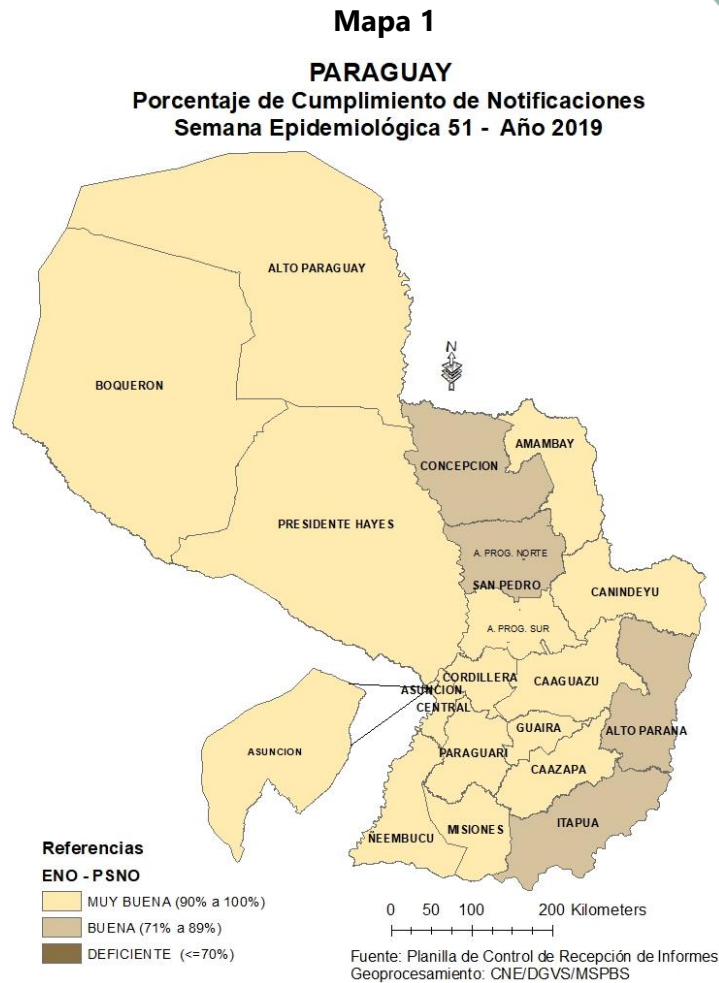 Mapa 1
PARAGUAY
Porcentaje de Cumplimiento de Notificaciones
Semana Epidemiológica 51 - Año 2019
ALTO PARAGUAY
BOQUERON
N
AMAMBAY
CONCEPCION
PRESIDENTE HAYES
A. PROG. NORTE
SAN PEDRO
CANINDEYU
A. PROG. SUR
CORDILLERA
CAAGUAZU
ASUNCION
CENTRAL
GUAIRA
ALTO PARANA
ASUNCION
PARAGUARI
CAAZAPA
ITAPUA
MISIONES
ÑEEMBUCU
Referencias
ENO - PSNO
MUY BUENA (90% a 100%)
BUENA (71% a 89%)
DEFICIENTE (<=70%)
0 50 100 200 Kilometers
Fuente: Planilla de Control de Recepción de Informes
Geoprocesamiento: CNE/DGVS/MSPBS